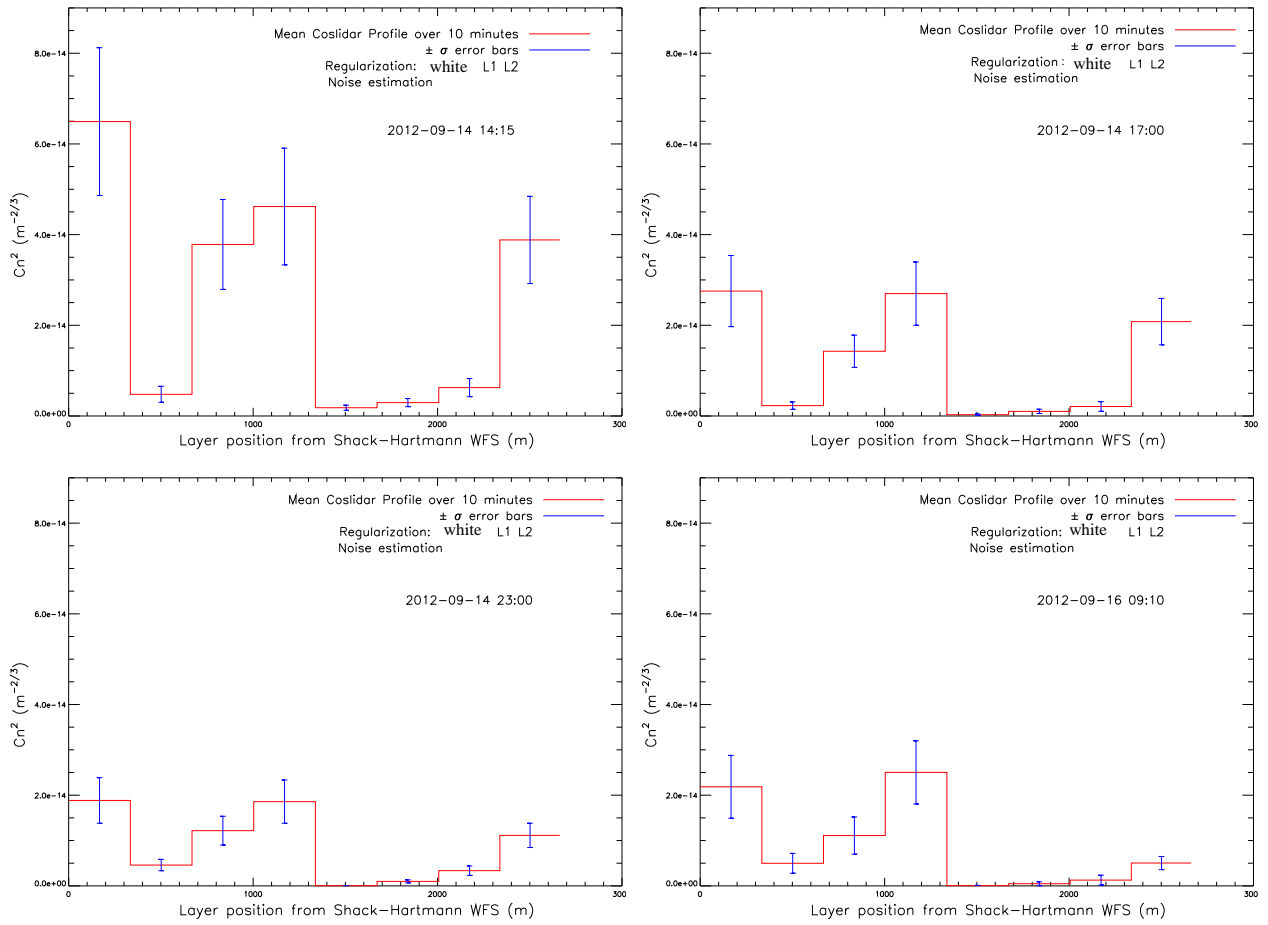 Mean Coslidar Profile over 10 minutes
± σ error bars
Regularization: white L1 L2
Noise estimation
2012-09-14 14:15
8.0e-14
6.0e-14
4.0e-14
2.0e-14
0.0e+00
Cn² (m⁻²/³)
0 1000 2000 300
Layer position from Shack-Hartmann WFS (m)
Mean Coslidar Profile over 10 minutes
± σ error bars
Regularization: white L1 L2
Noise estimation
2012-09-14 17:00
8.0e-14
6.0e-14
4.0e-14
2.0e-14
0.0e+00
Cn² (m⁻²/³)
0 1000 2000 300
Layer position from Shack-Hartmann WFS (m)
Mean Coslidar Profile over 10 minutes
± σ error bars
Regularization: white L1 L2
Noise estimation
2012-09-14 23:00
8.0e-14
6.0e-14
4.0e-14
2.0e-14
0.0e+00
Cn² (m⁻²/³)
0 1000 2000 300
Layer position from Shack-Hartmann WFS (m)
Mean Coslidar Profile over 10 minutes
± σ error bars
Regularization: white L1 L2
Noise estimation
2012-09-16 09:10
8.0e-14
6.0e-14
4.0e-14
2.0e-14
0.0e+00
Cn² (m⁻²/³)
0 1000 2000 300
Layer position from Shack-Hartmann WFS (m)